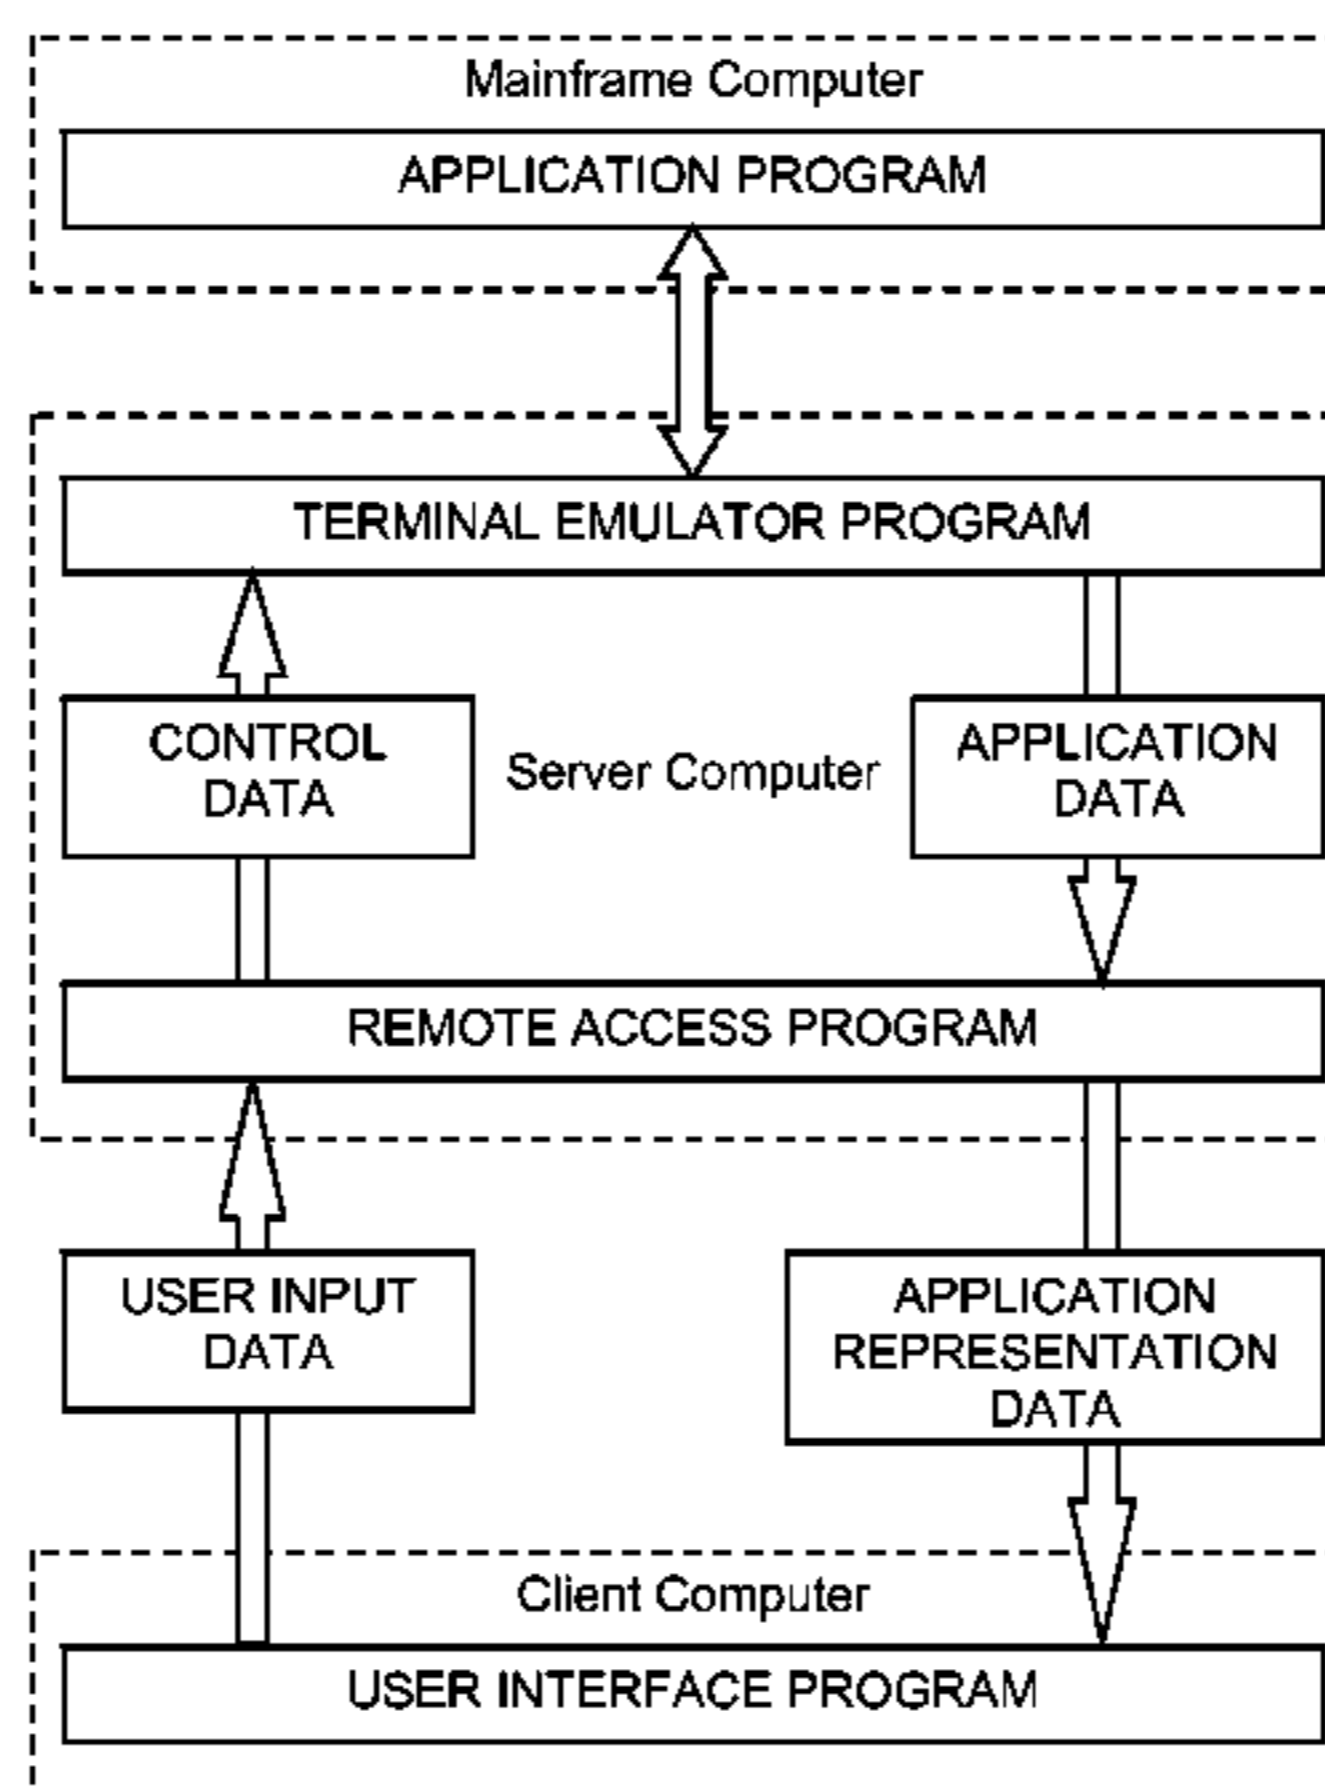 Mainframe Computer
APPLICATION PROGRAM
TERMINAL EMULATOR PROGRAM
CONTROL
DATA
Server Computer
APPLICATION
DATA
REMOTE ACCESS PROGRAM
USER INPUT
DATA
APPLICATION
REPRESENTATION
DATA
Client Computer
USER INTERFACE PROGRAM